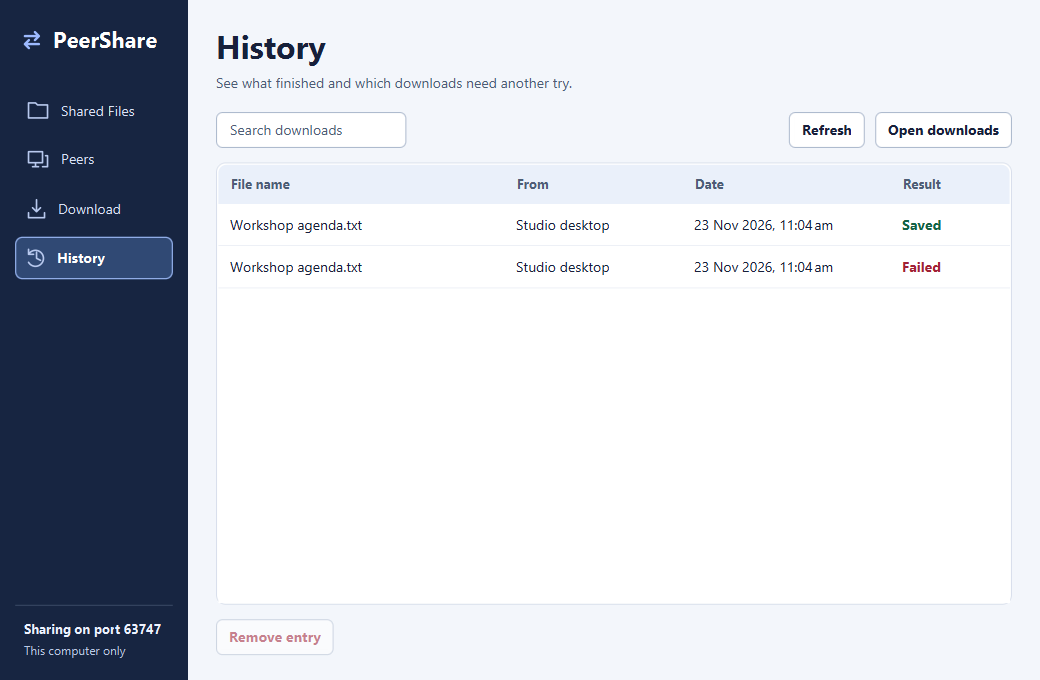 PeerShare
Shared Files
Peers
Download
History
Sharing on port 63747
This computer only
History
See what finished and which downloads need another try.
Search downloads
Refresh
Open downloads
File name From Date Result
Workshop agenda.txt Studio desktop 23 Nov 2026, 11:04 am Saved
Workshop agenda.txt Studio desktop 23 Nov 2026, 11:04 am Failed
Remove entry